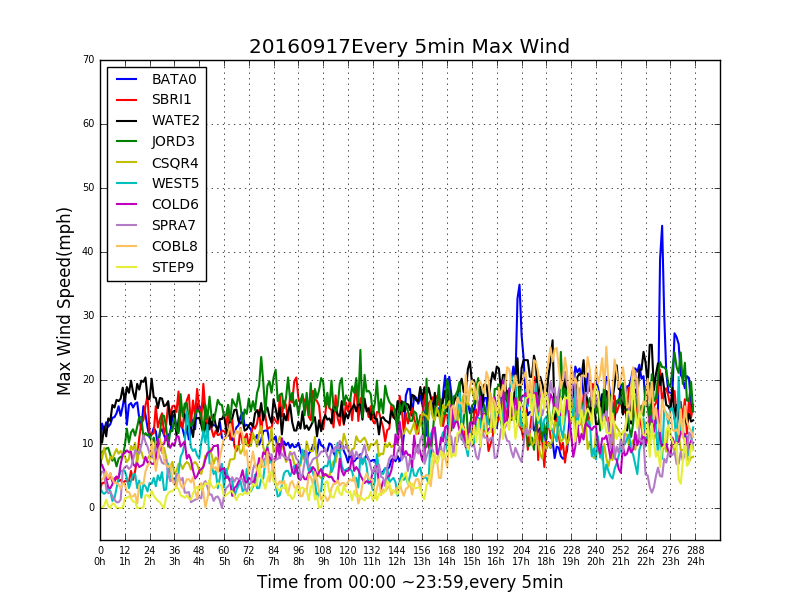 20160917Every 5min Max Wind
70
60
50
40
30
20
10
0
Max Wind Speed(mph)
BATA0
SBRI1
WATE2
JORD3
CSQR4
WEST5
COLD6
SPRA7
COBL8
STEP9
0 12 24 36 48 60 72 84 96 108 120 132 144 156 168 180 192 204 216 228 240 252 264 276 288
0h 1h 2h 3h 4h 5h 6h 7h 8h 9h 10h 11h 12h 13h 14h 15h 16h 17h 18h 19h 20h 21h 22h 23h 24h
Time from 00:00 ~23:59,every 5min